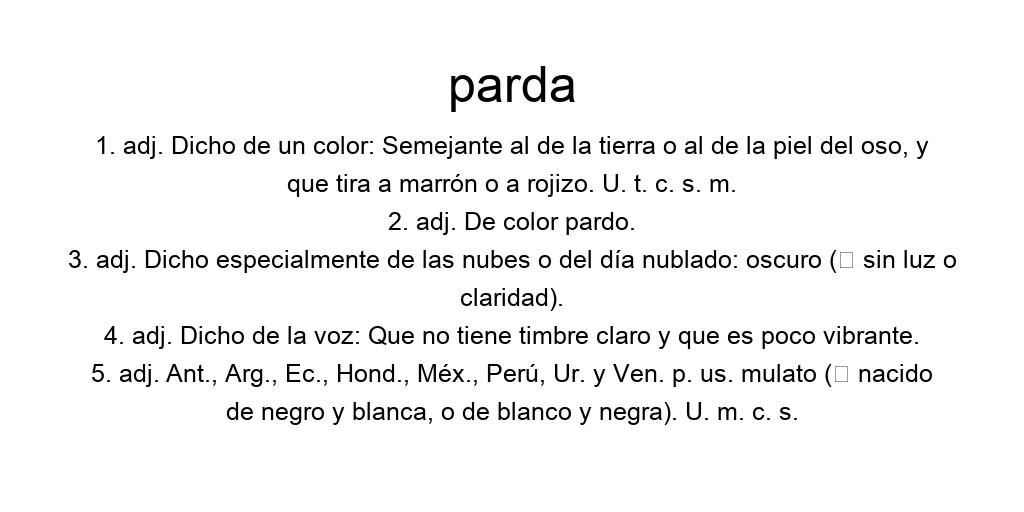 parda
1. adj. Dicho de un color: Semejante al de la tierra o al de la piel del oso, y
que tira a marrón o a rojizo. U. t. c. s. m.
2. adj. De color pardo.
3. adj. Dicho especialmente de las nubes o del día nublado: oscuro (□ sin luz o
claridad).
4. adj. Dicho de la voz: Que no tiene timbre claro y que es poco vibrante.
5. adj. Ant., Arg., Ec., Hond., Méx., Perú, Ur. y Ven. p. us. mulato (□ nacido
de negro y blanca, o de blanco y negra). U. m. c. s.